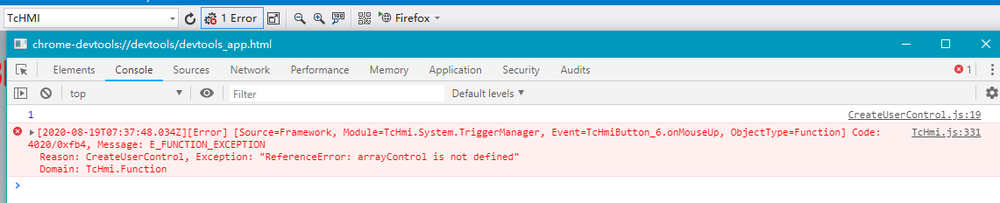 TcHMI 1 Error Firefox
chrome-devtools://devtools/devtools_app.html
Elements Console Sources Network Performance Memory Application Security Audits 1
top Filter Default levels
1 CreateUserControl.js:19
[2020-08-19T07:37:48.034Z][Error] [Source=Framework, Module=TcHmi.System.TriggerManager, Event=TcHmiButton_6.onMouseUp, ObjectType=Function] Code: TcHmi.js:331
4020/0xfb4, Message: E_FUNCTION_EXCEPTION
Reason: CreateUserControl, Exception: "ReferenceError: arrayControl is not defined"
Domain: TcHmi.Function